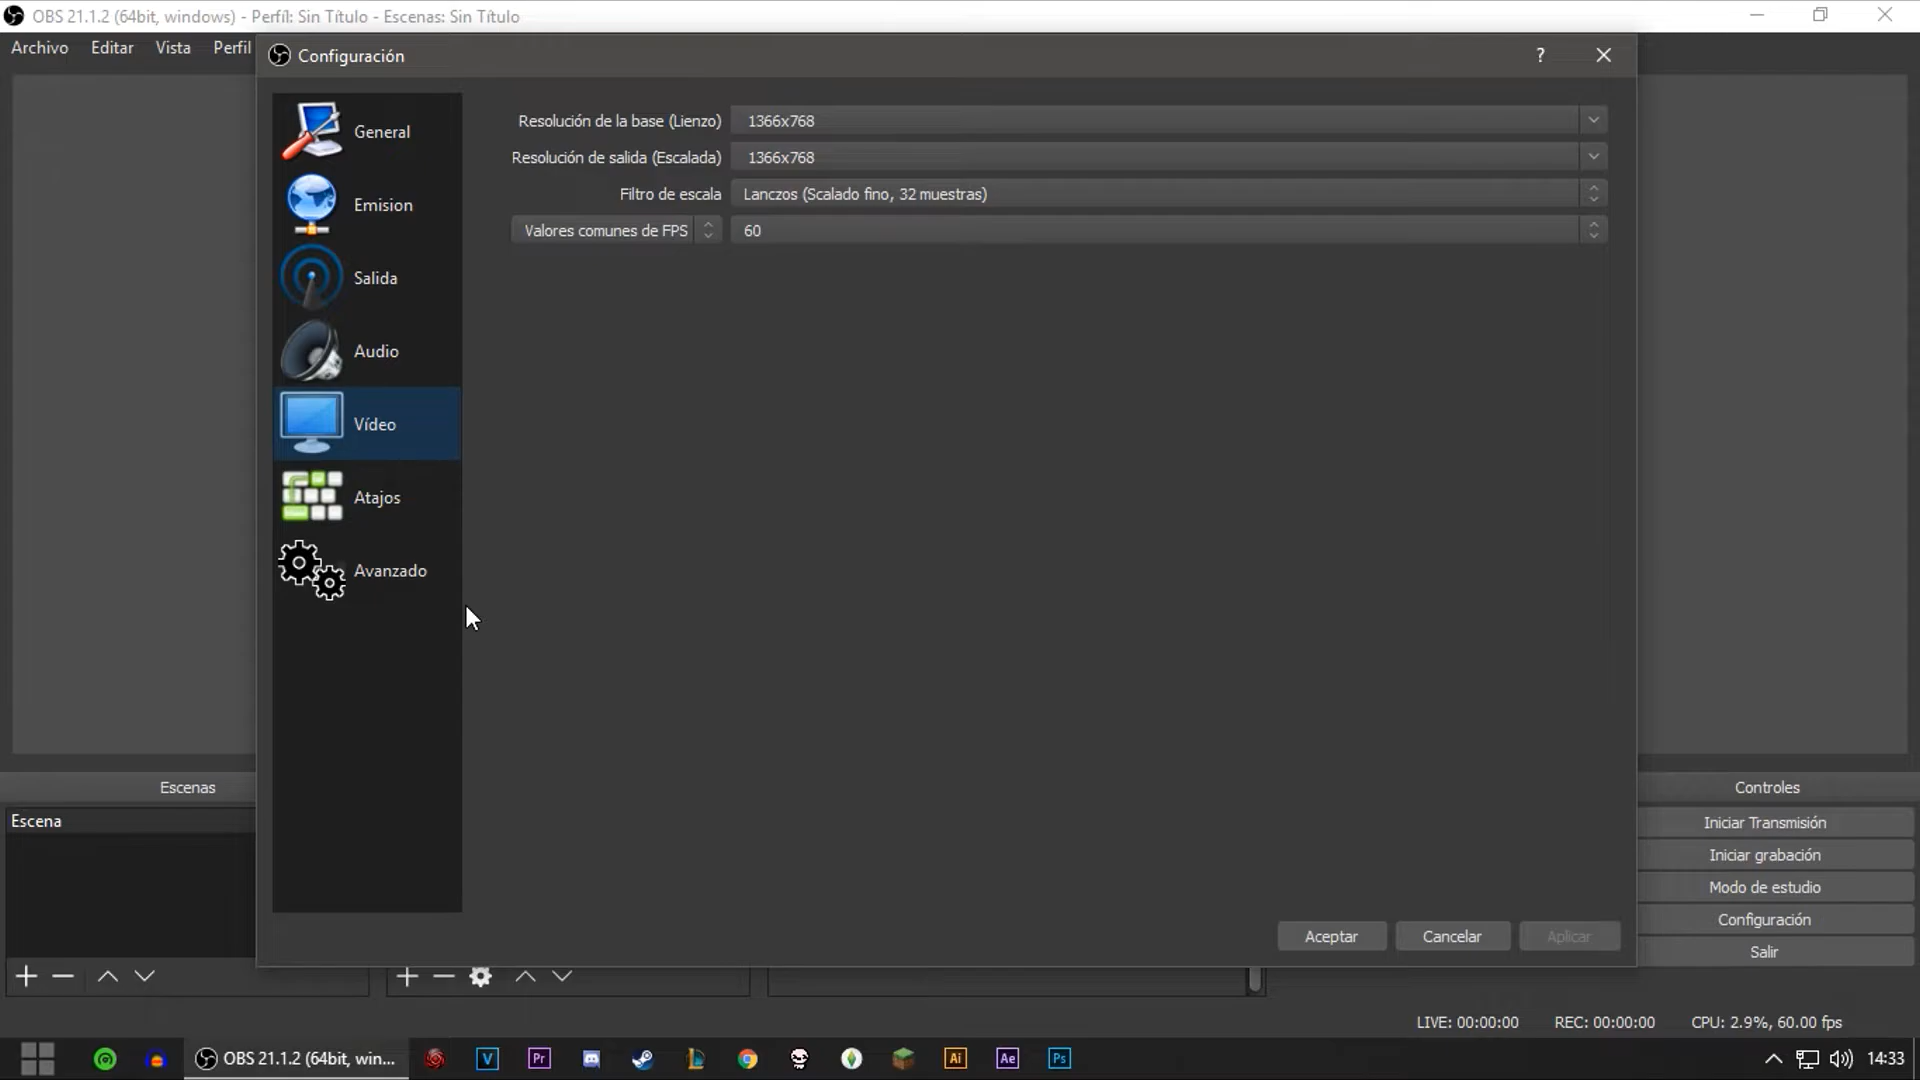 OBS 21.1.2 (64bit, windows) - Perfíl: Sin Título - Escenas: Sin Título
Archivo Editar Vista Perfil
Configuración ?
General
Emision
Salida
Audio
Vídeo
Atajos
Avanzado
Resolución de la base (Lienzo) 1366x768
Resolución de salida (Escalada) 1366x768
Filtro de escala Lanczos (Scalado fino, 32 muestras)
Valores comunes de FPS 60
Aceptar Cancelar Aplicar
Escenas
Escena
Controles
Iniciar Transmisión
Iniciar grabación
Modo de estudio
Configuración
Salir
LIVE: 00:00:00 REC: 00:00:00 CPU: 2.9%, 60.00 fps
OBS 21.1.2 (64bit, win... V Pr Ai Ae Ps 14:33